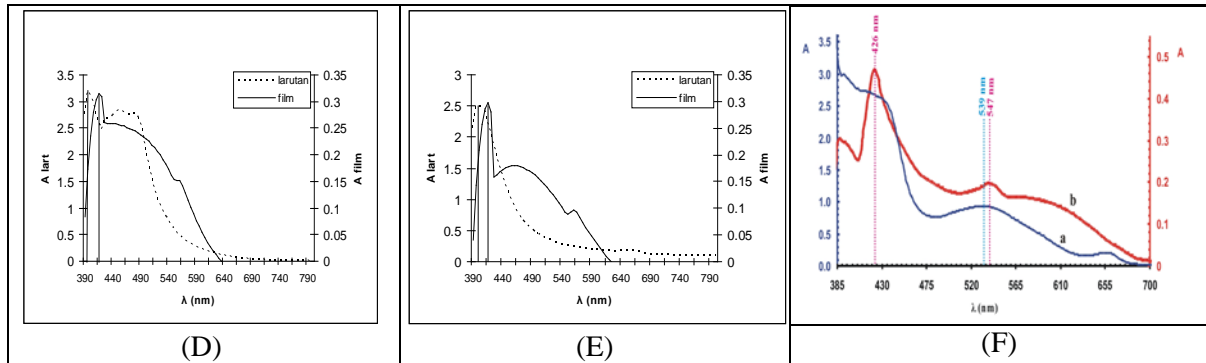 3.5
3
2.5
2
1.5
1
0.5
0
A lart
0.35
0.3
0.25
0.2
0.15
0.1
0.05
0
A film
larutan
film
390 440 490 540 590 640 690 740 790
λ (nm)
(D)
3
2.5
2
1.5
1
0.5
0
A lart
0.35
0.3
0.25
0.2
0.15
0.1
0.05
0
A film
larutan
film
390 440 490 540 590 640 690 740 790
λ (nm)
(E)
A
3.5
3.0
2.5
2.0
1.5
1.0
0.5
0.0
426 nm
539 nm
547 nm
A
0.5
0.4
0.3
0.2
0.1
0
b
a
385 430 475 520 565 610 655 700
λ (nm)
(F)